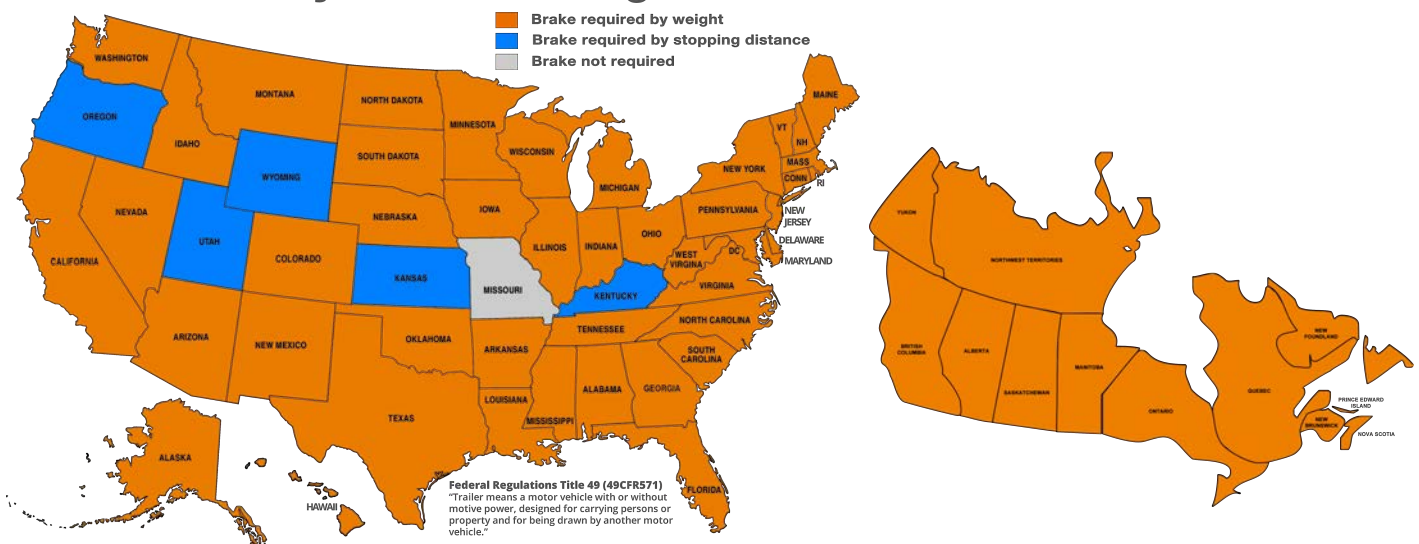 Brake required by weight
Brake required by stopping distance
Brake not required
WASHINGTON
OREGON
MONTANA
IDAHO
WYOMING
NORTH DAKOTA
SOUTH DAKOTA
NEBRASKA
MINNESOTA
WISCONSIN
MICHIGAN
IOWA
ILLINOIS
INDIANA
OHIO
NEW YORK
PENNSYLVANIA
MAINE
VT
NH
MASS
CONN
RI
NEW
JERSEY
DELAWARE
MARYLAND
DC
WEST
VIRGINA
VIRGINIA
KENTUCKY
TENNESSEE
NORTH CAROLINA
SOUTH
CAROLINA
GEORGIA
ALABAMA
MISSISSIPPI
LOUISIANA
ARKANSAS
MISSOURI
KANSAS
OKLAHOMA
TEXAS
COLORADO
NEW MEXICO
ARIZONA
UTAH
NEVADA
CALIFORNIA
ALASKA
HAWAII
FLORIDA
Federal Regulations Title 49 (49CFR571)
“Trailer means a motor vehicle with or without
motive power, designed for carrying persons or
property and for being drawn by another motor
vehicle.”
YUKON
NORTHWEST TERRITORIES
BRITISH
COLUMBIA
ALBERTA
SASKATCHEWAN
MANITOBA
ONTARIO
QUEBEC
NEW
FOUNDLAND
PRINCE EDWARD
ISLAND
NEW
BRUNSWICK
NOVA SCOTIA